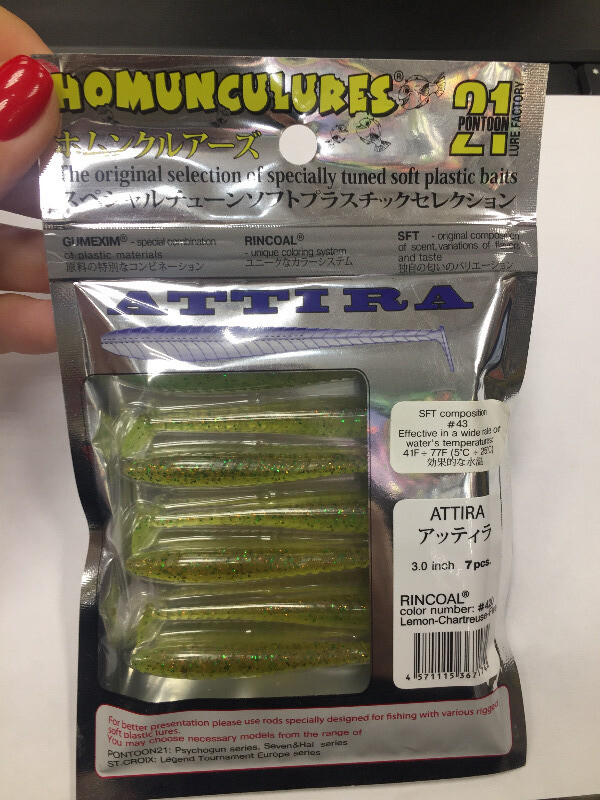 HOMUNCULURES®
ホムンクルアーズ
21
PONTOON
LURE FACTORY
The original selection of specially tuned soft plastic baits
スペシャルチューンソフトプラスチックセレクション
GUMEXIM® - special combination
of plastic materials
原料の特別なコンビネーション
RINCOAL®
- unique coloring system
ユニークなカラーシステム
SFT - original composition
of scent, variations of flavors
and taste
独自の匂いのバリエーション
ATTIRA
SFT composition
#43
Effective in a wide rate of
water's temperatures:
41F ÷ 77F (5°C ÷ 25°C)
効果的な水温
ATTIRA
アッティラ
3.0 inch 7 pcs.
RINCOAL®
color number: #420
Lemon-Chartreuse
4 571115 367
For better presentation please use rods specially designed for fishing with various rigged
soft plastic lures.
You may choose necessary models from the range of
PONTOON21: Psychogun series, Seven&Hal series
ST.CROIX: Legend Tournament Europe series